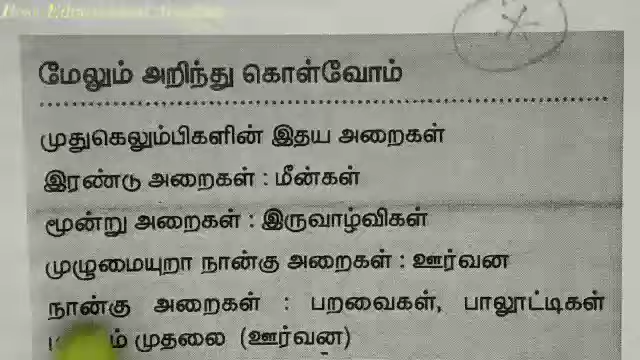 மேலும் அறிந்து கொள்வோம்
முதுகெலும்பிகளின் இதய அறைகள்
இரண்டு அறைகள் : மீன்கள்
மூன்று அறைகள் : இருவாழ்விகள்
முழுமையுறா நான்கு அறைகள் : ஊர்வன
நான்கு அறைகள் : பறவைகள், பாலூட்டிகள்
முதலை (ஊர்வன)